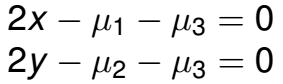 2x − μ₁ − μ₃ = 0
2y − μ₂ − μ₃ = 0